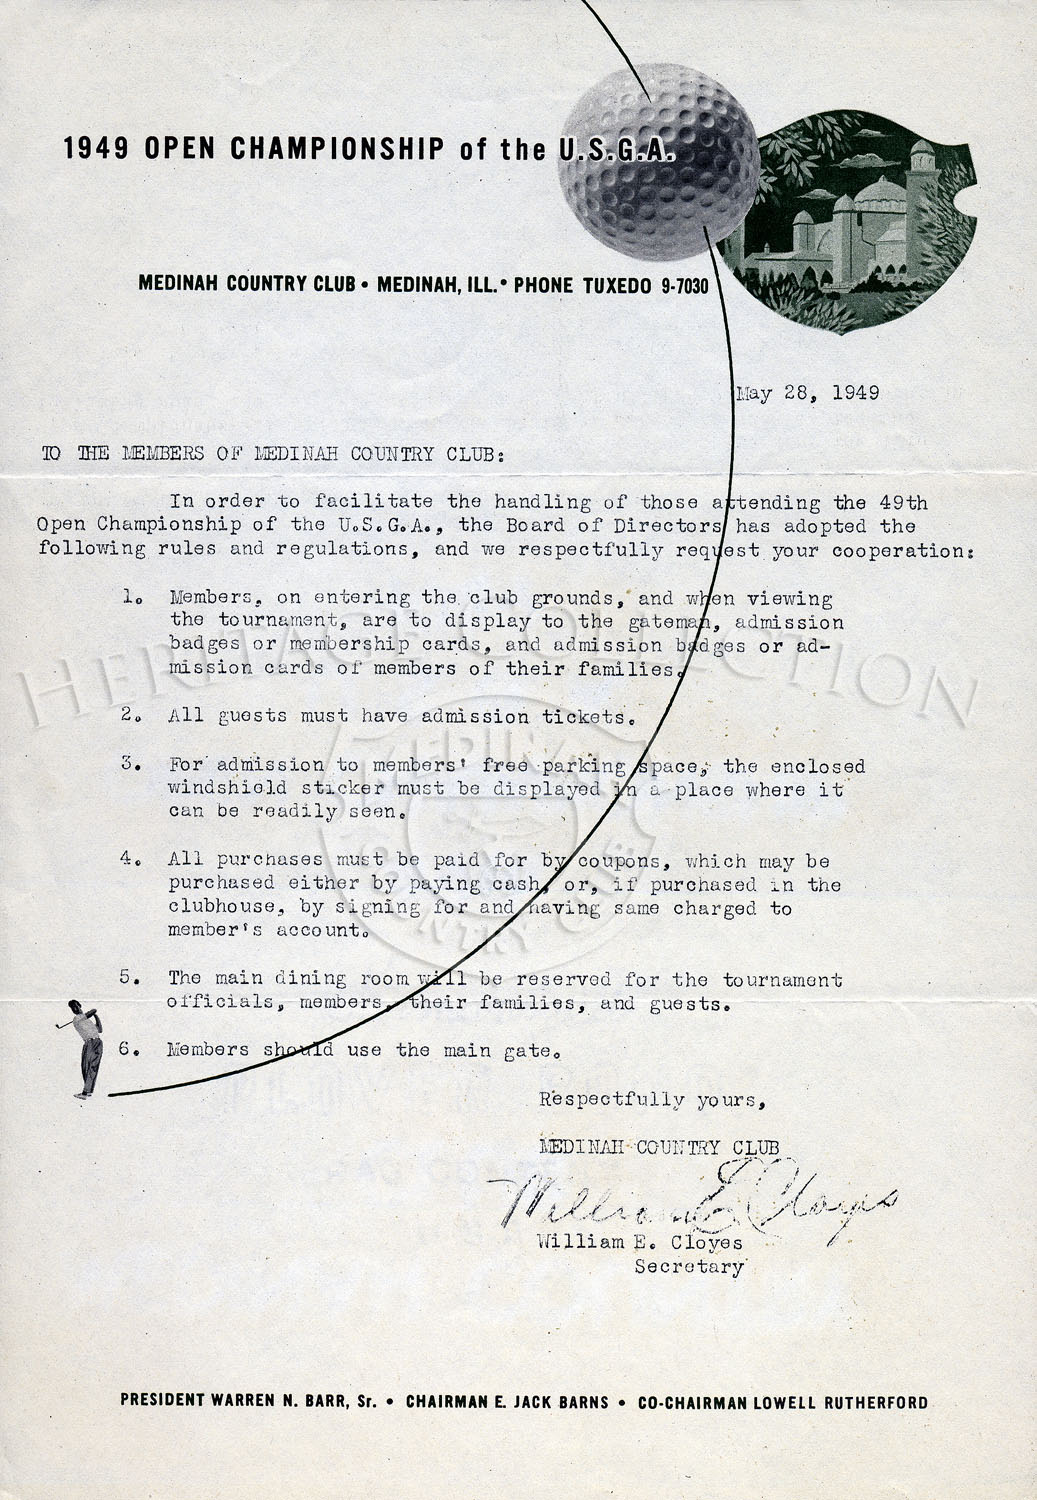 1949 OPEN CHAMPIONSHIP of the U.S.G.A.
MEDINAH COUNTRY CLUB • MEDINAH, ILL. • PHONE TUXEDO 9-7030
May 28, 1949
TO THE MEMBERS OF MEDINAH COUNTRY CLUB:
In order to facilitate the handling of those attending the 49th
Open Championship of the U.S.G.A., the Board of Directors has adopted the
following rules and regulations, and we respectfully request your cooperation:
1. Members, on entering the club grounds, and when viewing
the tournament, are to display to the gateman, admission
badges or membership cards, and admission badges or ad-
mission cards of members of their families.
HERITAGE COLLECTION
2. All guests must have admission tickets.
MEDINAH
COUNTRY CLUB
3. For admission to members' free parking space, the enclosed
windshield sticker must be displayed in a place where it
can be readily seen.
4. All purchases must be paid for by coupons, which may be
purchased either by paying cash, or, if purchased in the
clubhouse, by signing for and having same charged to
member's account.
5. The main dining room will be reserved for the tournament
officials, members, their families, and guests.
6. Members should use the main gate.
Respectfully yours,
MEDINAH COUNTRY CLUB
William E. Cloyes
William E. Cloyes
Secretary
PRESIDENT WARREN N. BARR, Sr. • CHAIRMAN E. JACK BARNS • CO-CHAIRMAN LOWELL RUTHERFORD